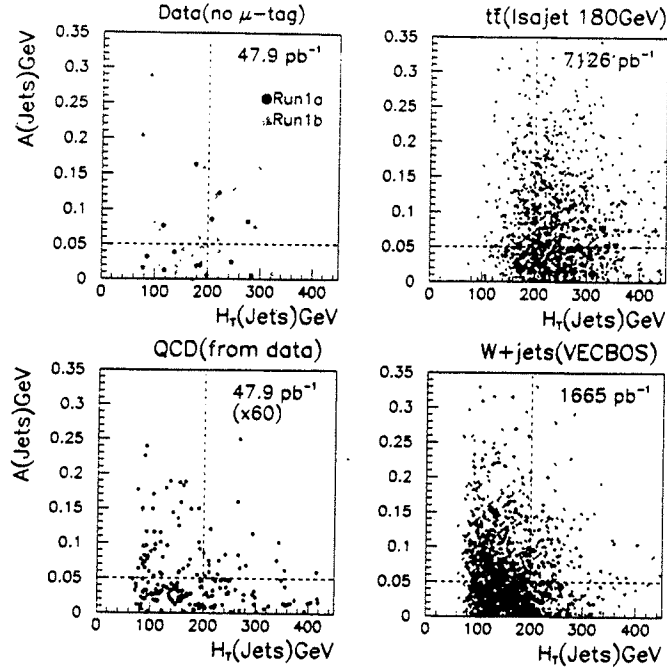 Data(no μ-tag)
47.9 pb⁻¹
Run1a
Run1b
A(Jets)GeV
0.35
0.3
0.25
0.2
0.15
0.1
0.05
0
0 100 200 300 400
H_T(Jets)GeV
tt̄(Isajet 180GeV)
7126 pb⁻¹
0.35
0.3
0.25
0.2
0.15
0.1
0.05
0
0 100 200 300 400
H_T(Jets)GeV
QCD(from data)
47.9 pb⁻¹
(x60)
A(Jets)GeV
0.35
0.3
0.25
0.2
0.15
0.1
0.05
0
0 100 200 300 400
H_T(Jets)GeV
W+jets(VECBOS)
1665 pb⁻¹
0.35
0.3
0.25
0.2
0.15
0.1
0.05
0
0 100 200 300 400
H_T(Jets)GeV